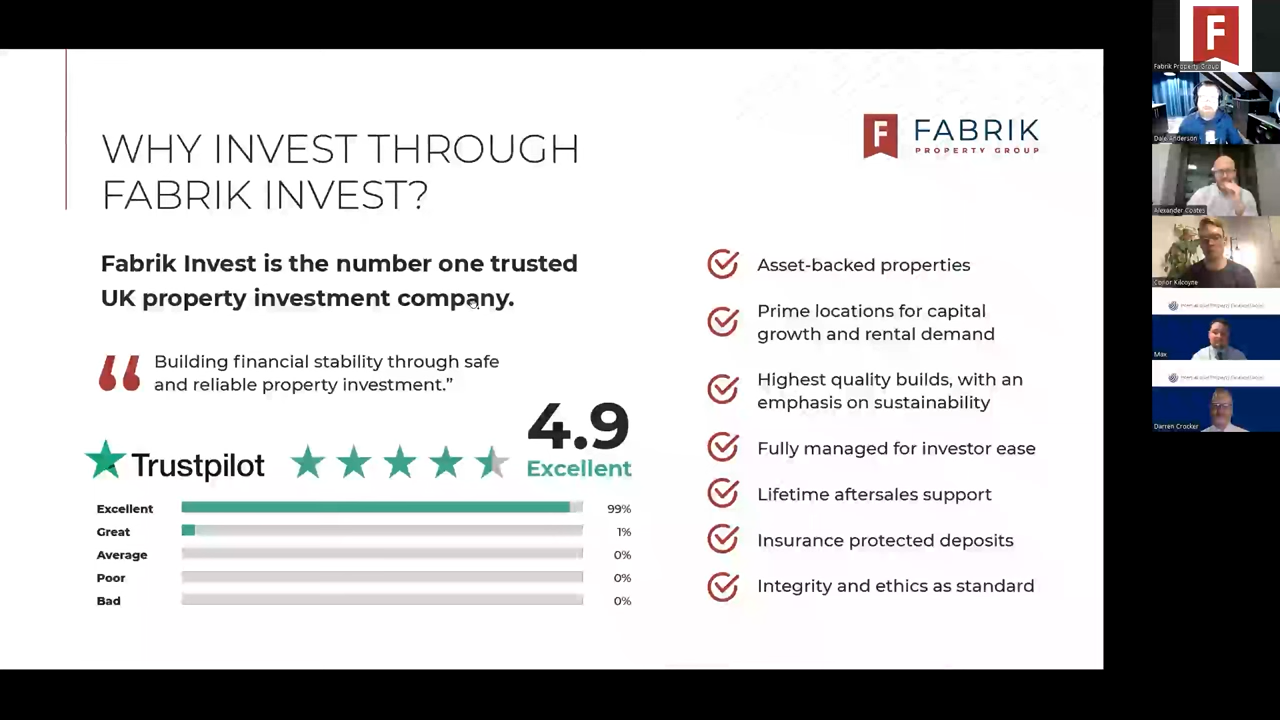 WHY INVEST THROUGH
FABRIK INVEST?
F FABRIK
PROPERTY GROUP
Fabrik Invest is the number one trusted
UK property investment company.
Building financial stability through safe
and reliable property investment.”
4.9
Trustpilot
Excellent
Excellent 99%
Great 1%
Average 0%
Poor 0%
Bad 0%
Asset-backed properties
Prime locations for capital
growth and rental demand
Highest quality builds, with an
emphasis on sustainability
Fully managed for investor ease
Lifetime aftersales support
Insurance protected deposits
Integrity and ethics as standard
F
Fabrik Property Group
Dale Anderson
Alexander Coates
Conor Kilcoyne
Max
Darren Crocker